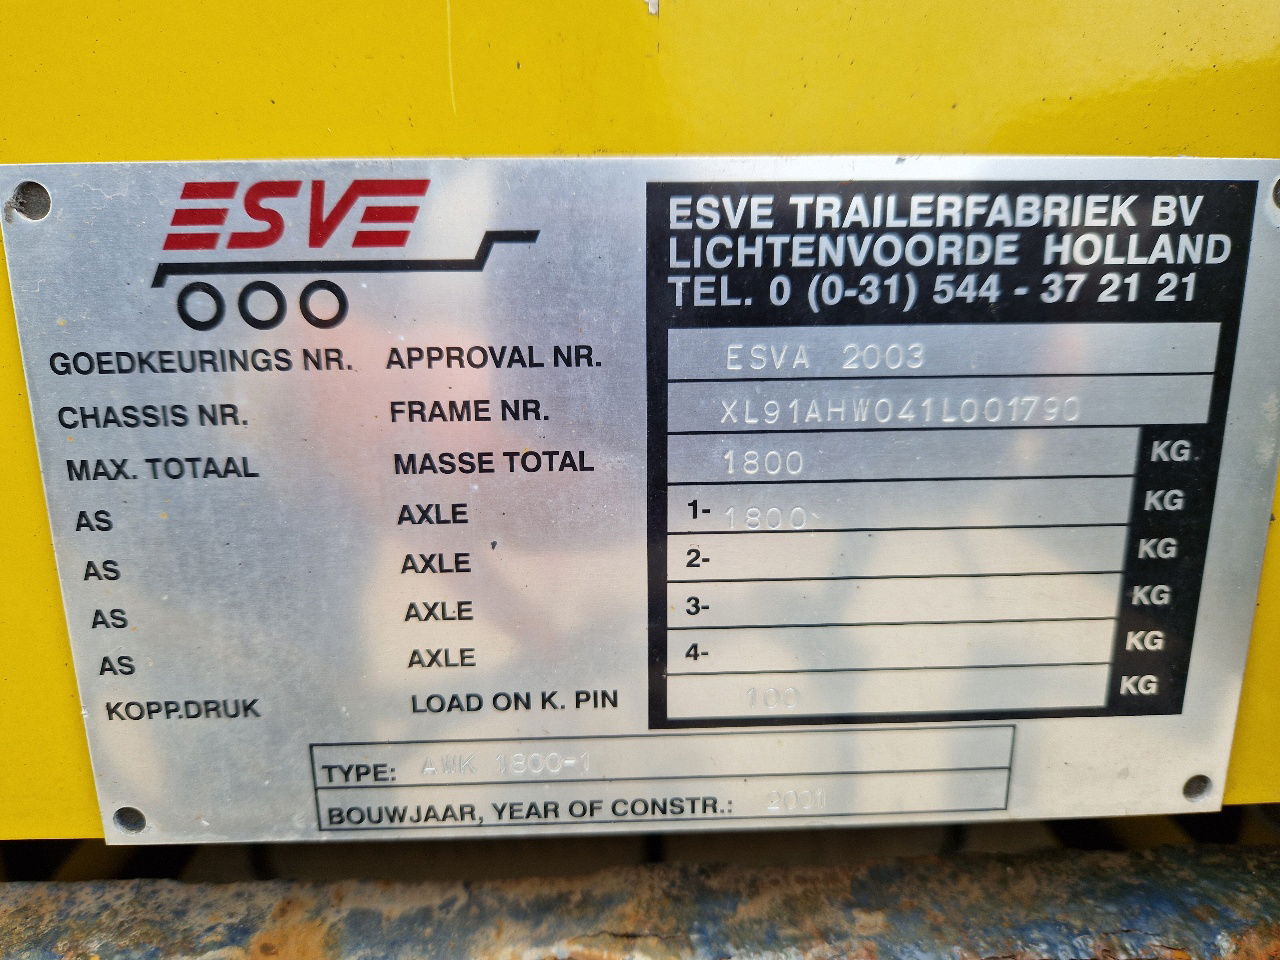 ESVE
ESVE TRAILERFABRIEK BV
LICHTENVOORDE HOLLAND
TEL. 0 (0-31) 544 - 37 21 21
GOEDKEURINGS NR. APPROVAL NR. ESVA 2003
CHASSIS NR. FRAME NR. XL91AHW041L001790
MAX. TOTAAL MASSE TOTAL 1800 KG.
AS AXLE 1- 1800 KG
AS AXLE 2- KG
AS AXLE 3- KG
AS AXLE 4- KG
KOPP.DRUK LOAD ON K. PIN 100 KG
TYPE: AWK 1800-1
BOUWJAAR, YEAR OF CONSTR.: 2001